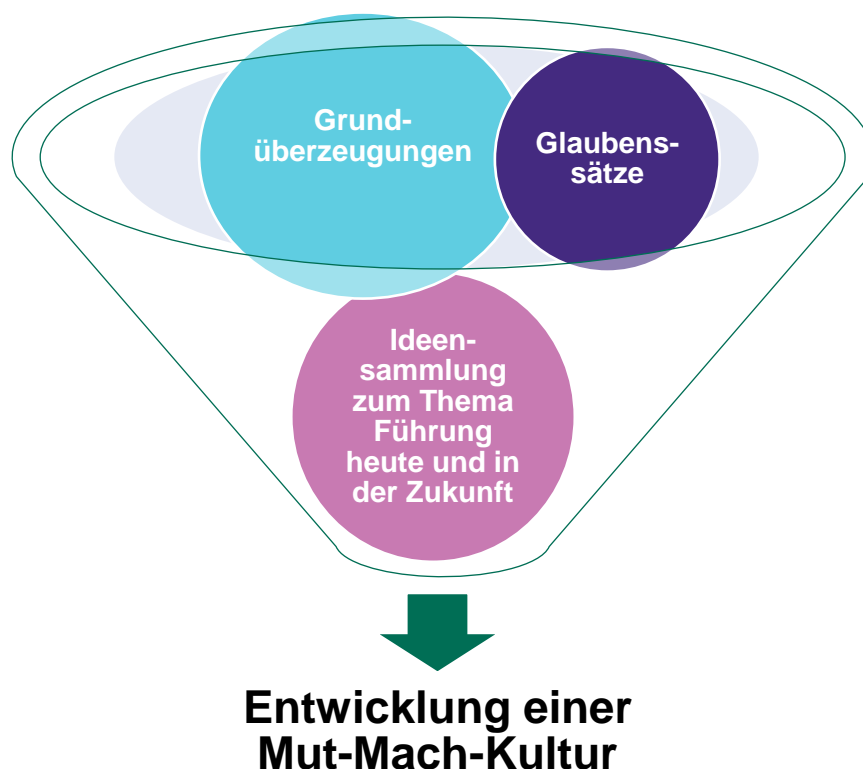 Grund-
überzeugungen
Glaubens-
sätze
Ideen-
sammlung
zum Thema
Führung
heute und in
der Zukunft
Entwicklung einer
Mut-Mach-Kultur